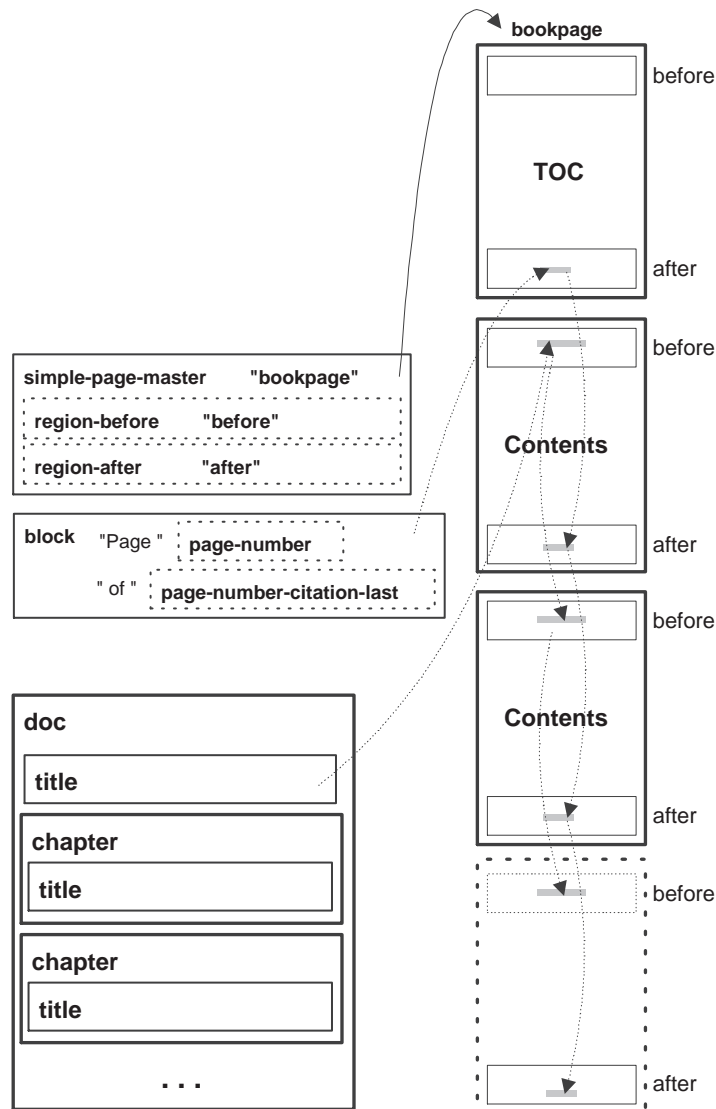 bookpage
before
TOC
after
simple-page-master "bookpage"
region-before "before"
region-after "after"
before
Contents
after
block "Page " page-number
" of " page-number-citation-last
before
Contents
after
doc
title
chapter
title
chapter
title
. . .
before
after